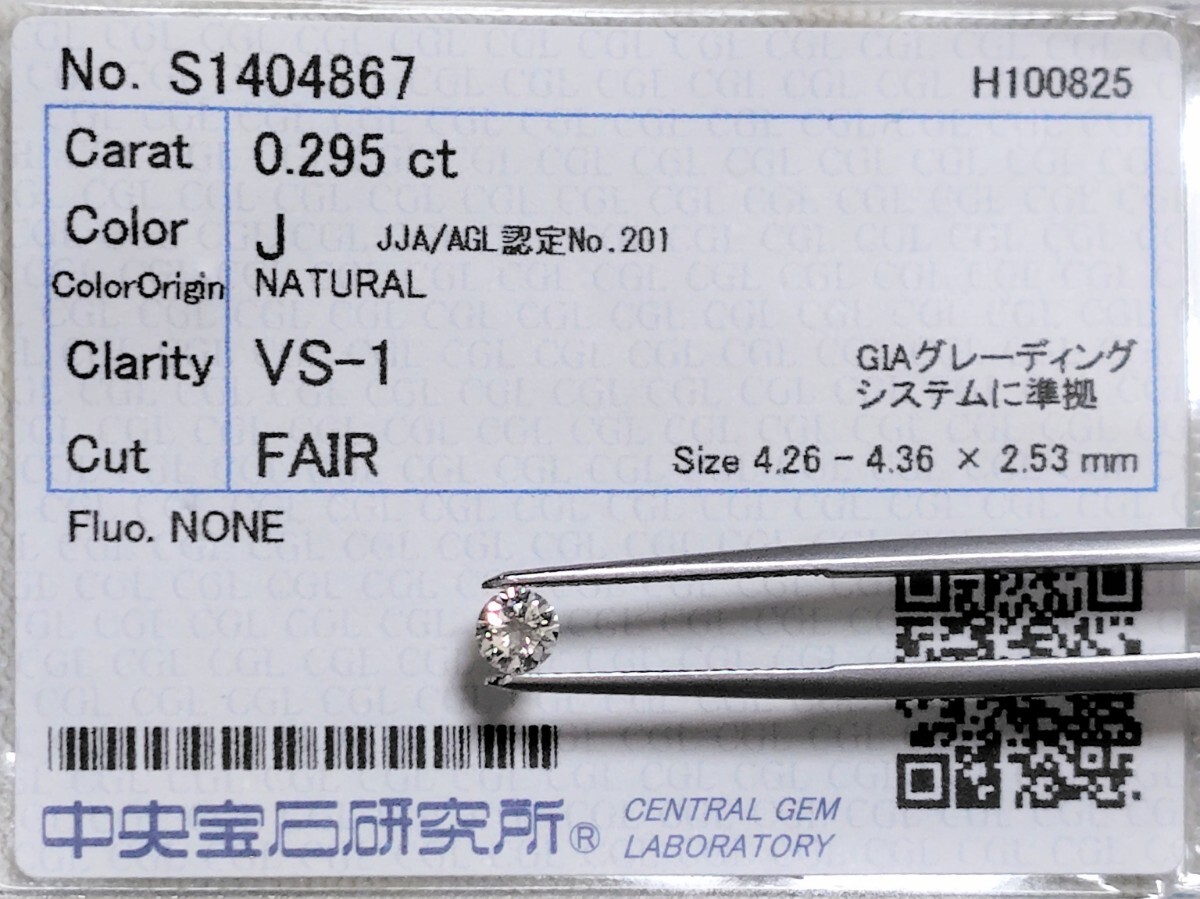 No. S1404867 H100825
Carat 0.295 ct
Color J JJA/AGL認定No.201
ColorOrigin NATURAL
Clarity VS-1 GIAグレーディング
システムに準拠
Cut FAIR Size 4.26 - 4.36 × 2.53 mm
Fluo. NONE
中央宝石研究所® CENTRAL GEM
LABORATORY